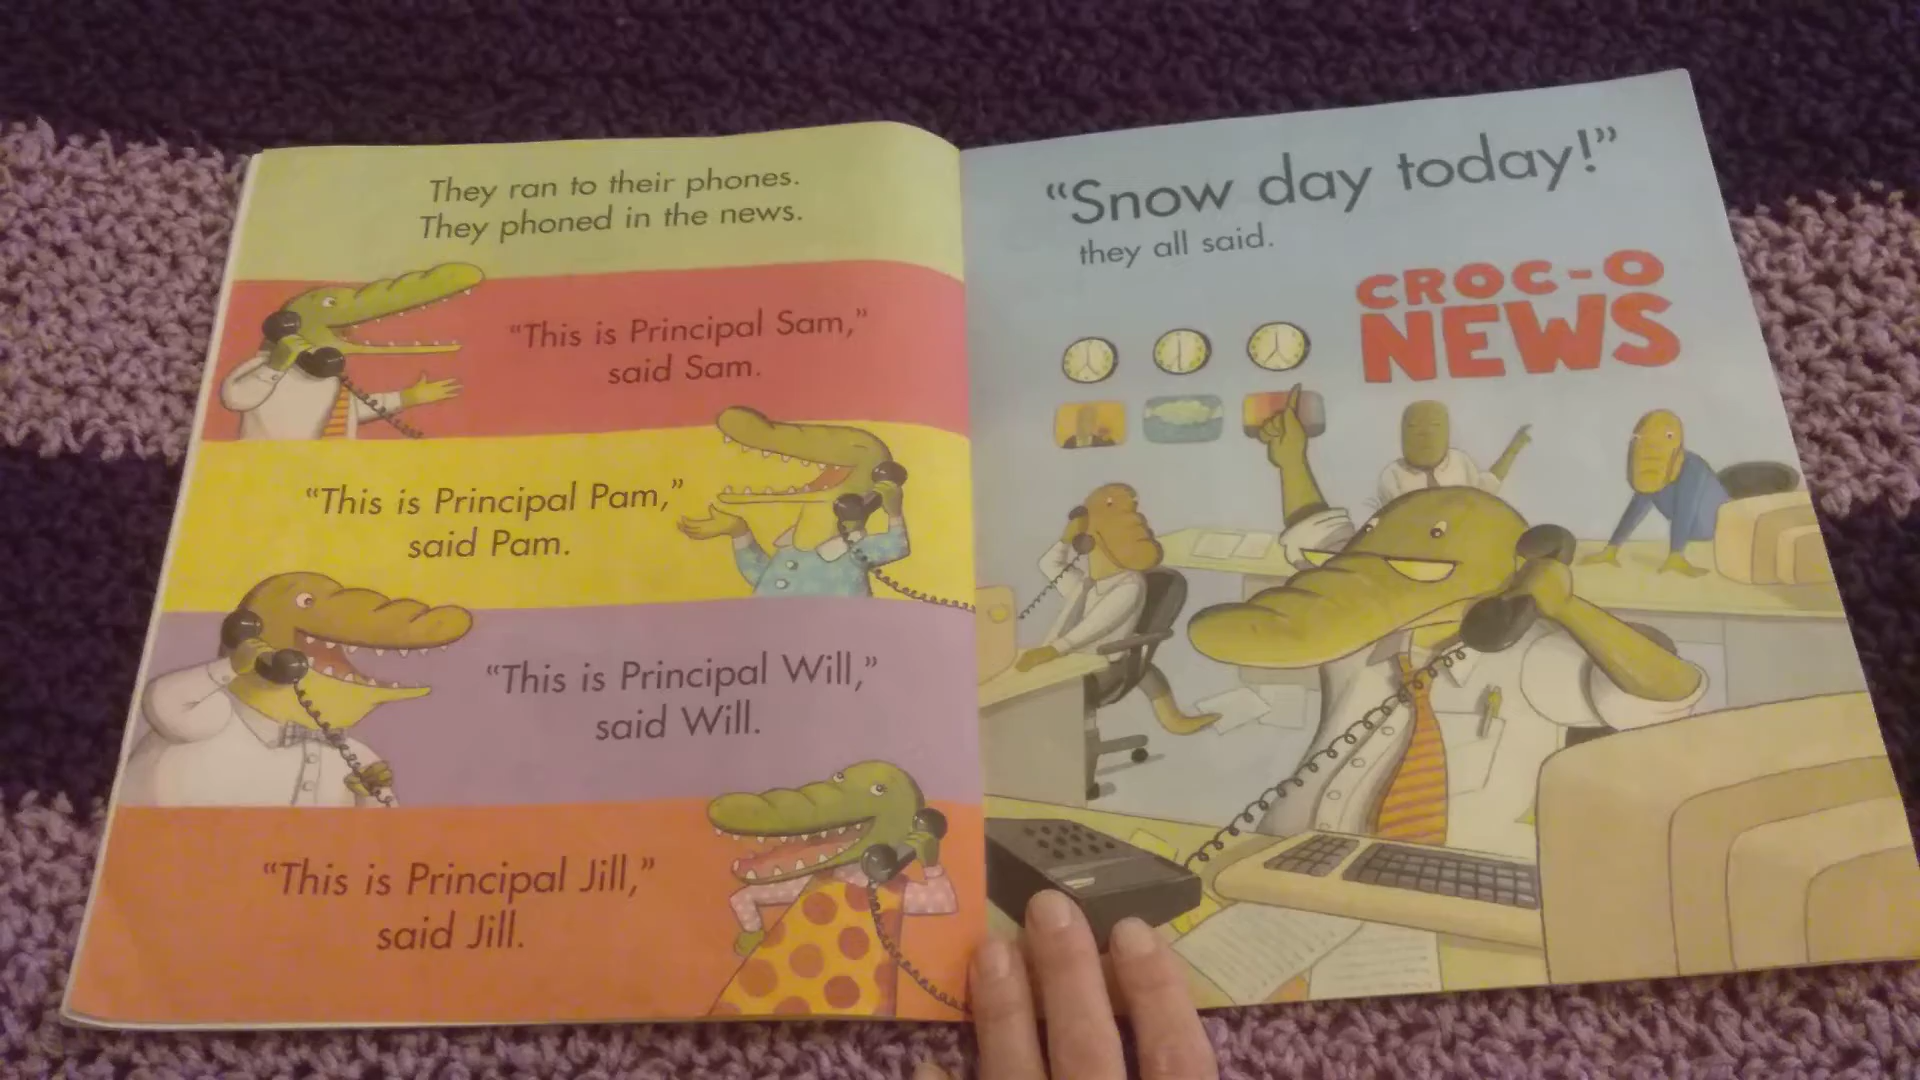 They ran to their phones.
They phoned in the news.
“This is Principal Sam,”
said Sam.
“This is Principal Pam,”
said Pam.
“This is Principal Will,”
said Will.
“This is Principal Jill,”
said Jill.
“Snow day today!”
they all said.
CROC-O
NEWS